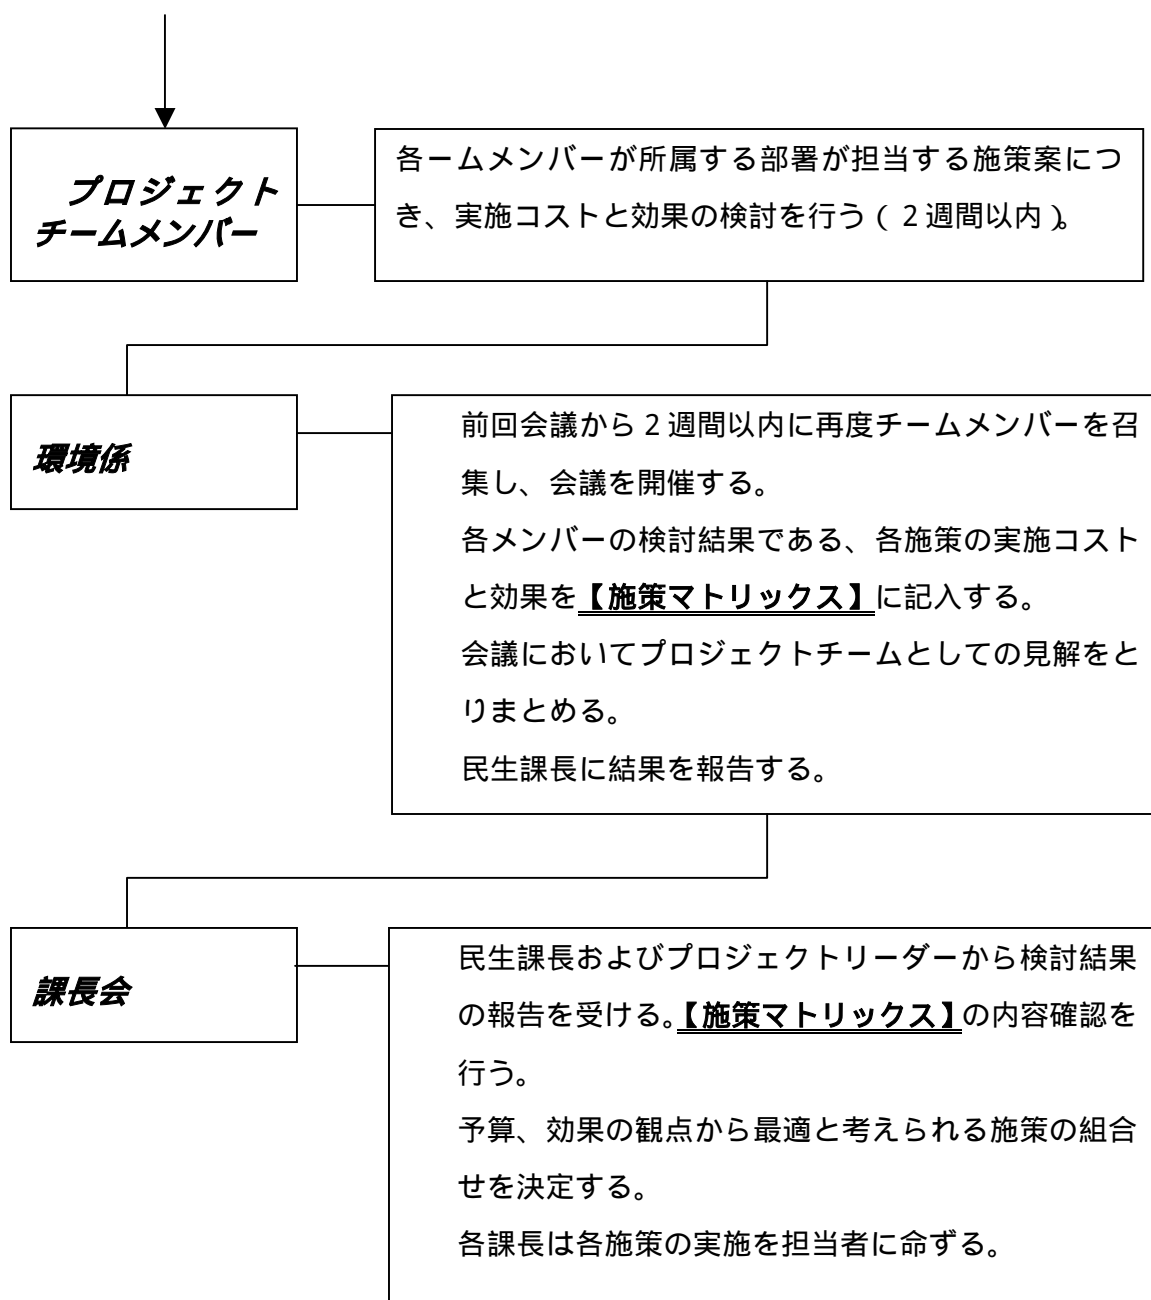 プロジェクト
チームメンバー
各ームメンバーが所属する部署が担当する施策案につ
き、実施コストと効果の検討を行う（２週間以内）。
環境係
前回会議から２週間以内に再度チームメンバーを召
集し、会議を開催する。
各メンバーの検討結果である、各施策の実施コスト
と効果を【施策マトリックス】に記入する。
会議においてプロジェクトチームとしての見解をと
りまとめる。
民生課長に結果を報告する。
課長会
民生課長およびプロジェクトリーダーから検討結果
の報告を受ける。【施策マトリックス】の内容確認を
行う。
予算、効果の観点から最適と考えられる施策の組合
せを決定する。
各課長は各施策の実施を担当者に命ずる。